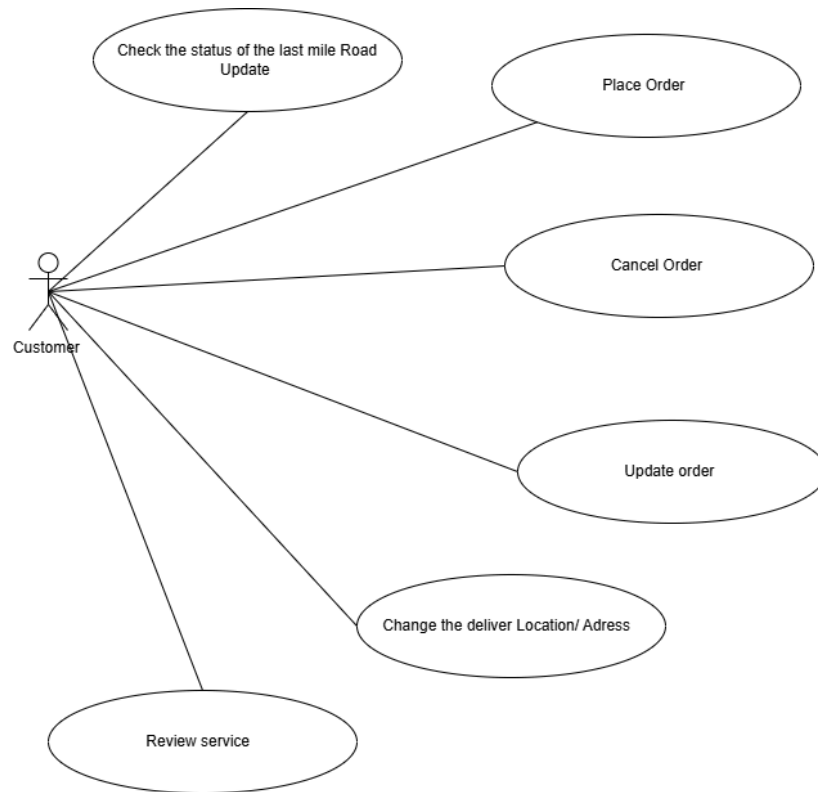 Check the status of the last mile Road
Update
Place Order
Cancel Order
Customer
Update order
Change the deliver Location/ Adress
Review service